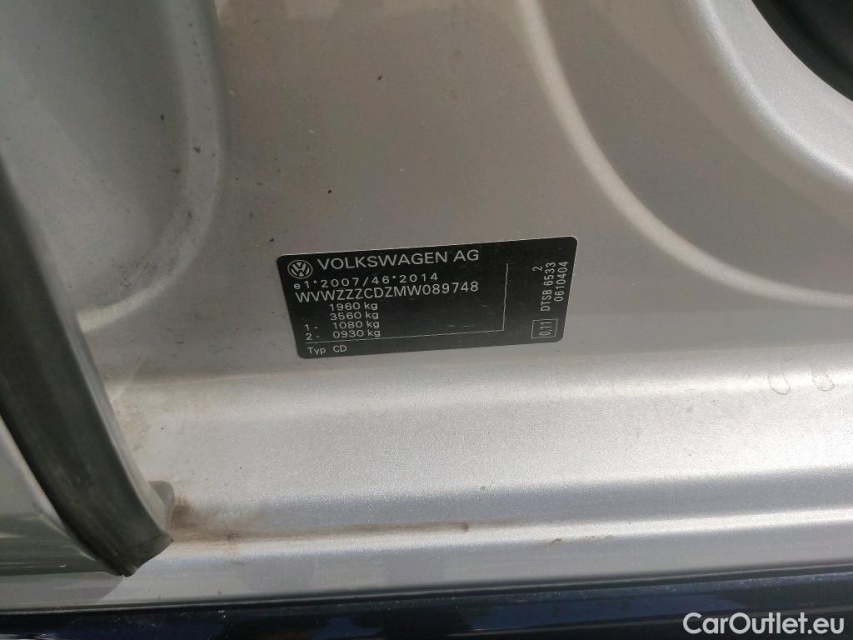 VOLKSWAGEN AG
e1*2007/46*2014
WVWZZZCDZMW089748
1960 kg
3560 kg
1 - 1080 kg
2 - 0930 kg
Typ CD
0,11
DTSB 6533 2
0610404
CarOutlet.eu